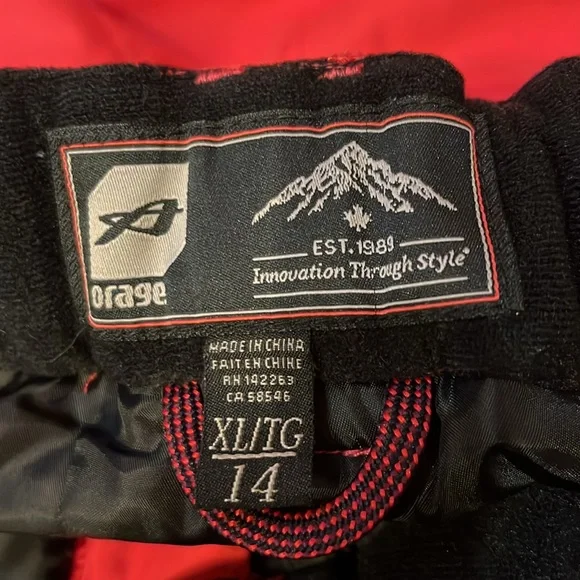 orage
EST. 1989
Innovation Through Style
MADE IN CHINA
FAIT EN CHINE
RN 142263
CA 58546
XL/TG
14